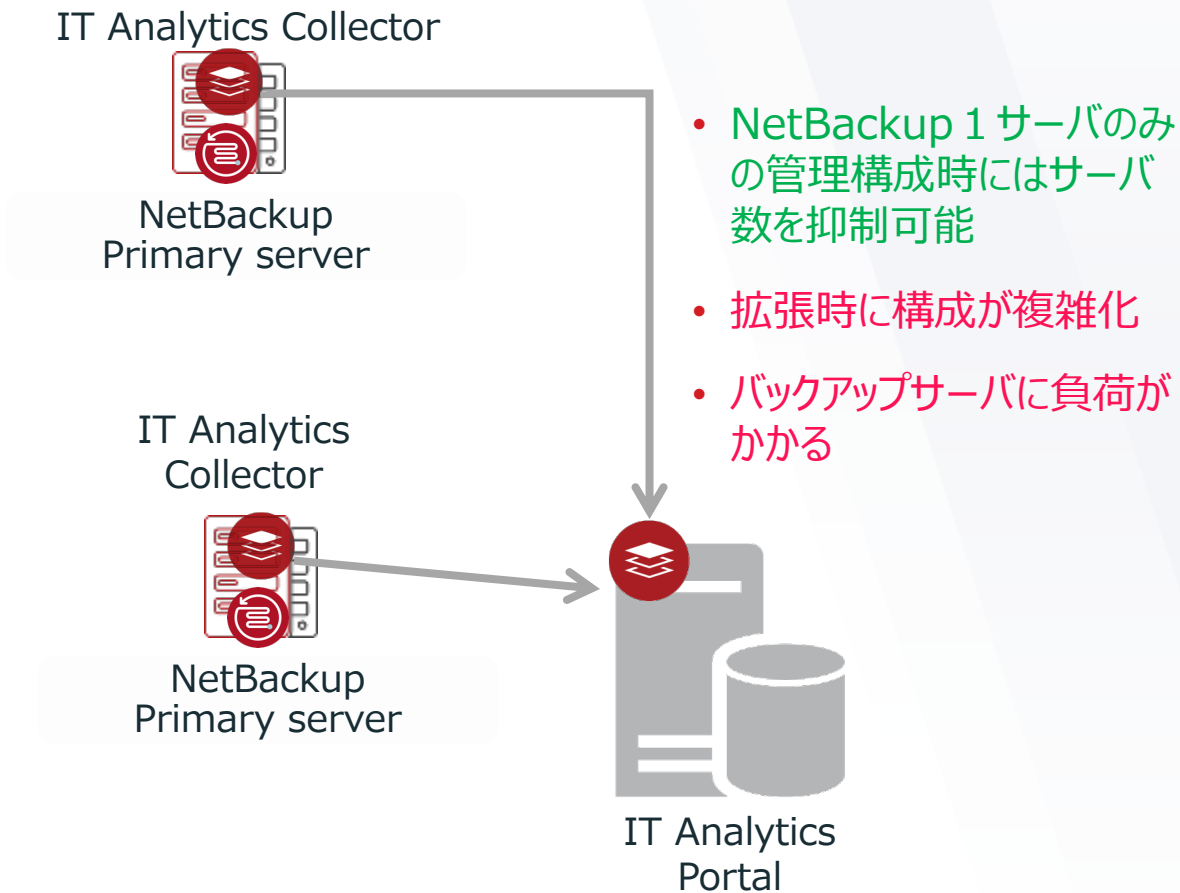 IT Analytics Collector
NetBackup
Primary server
IT Analytics
Collector
NetBackup
Primary server
• NetBackup 1 サーバのみ
の管理構成時にはサーバ
数を抑制可能
• 拡張時に構成が複雑化
• バックアップサーバに負荷が
かかる
IT Analytics
Portal